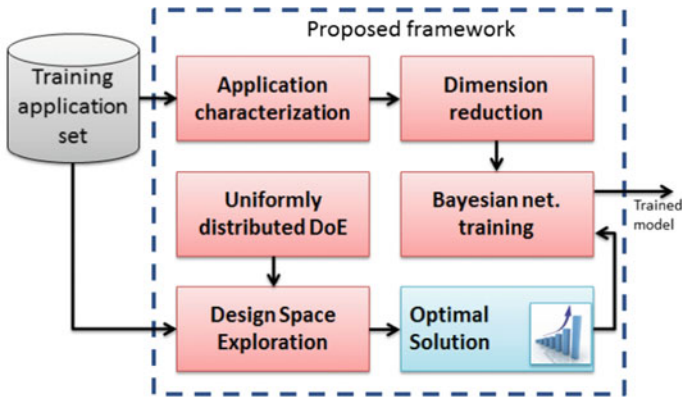 Proposed framework
Training
application
set
Application
characterization
Dimension
reduction
Uniformly
distributed DoE
Bayesian net.
training
Trained
model
Design Space
Exploration
Optimal
Solution